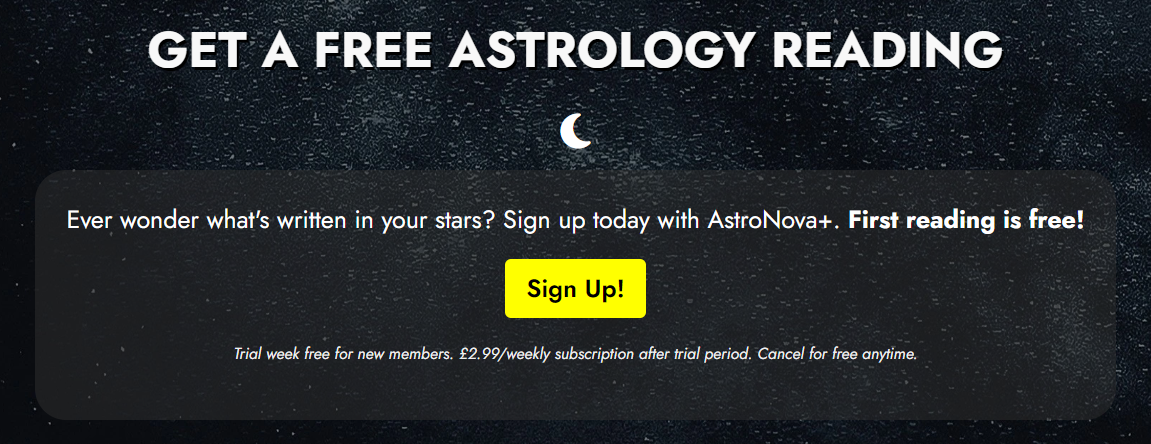 GET A FREE ASTROLOGY READING
Ever wonder what's written in your stars? Sign up today with AstroNova+. First reading is free!
Sign Up!
Trial week free for new members. £2.99/weekly subscription after trial period. Cancel for free anytime.